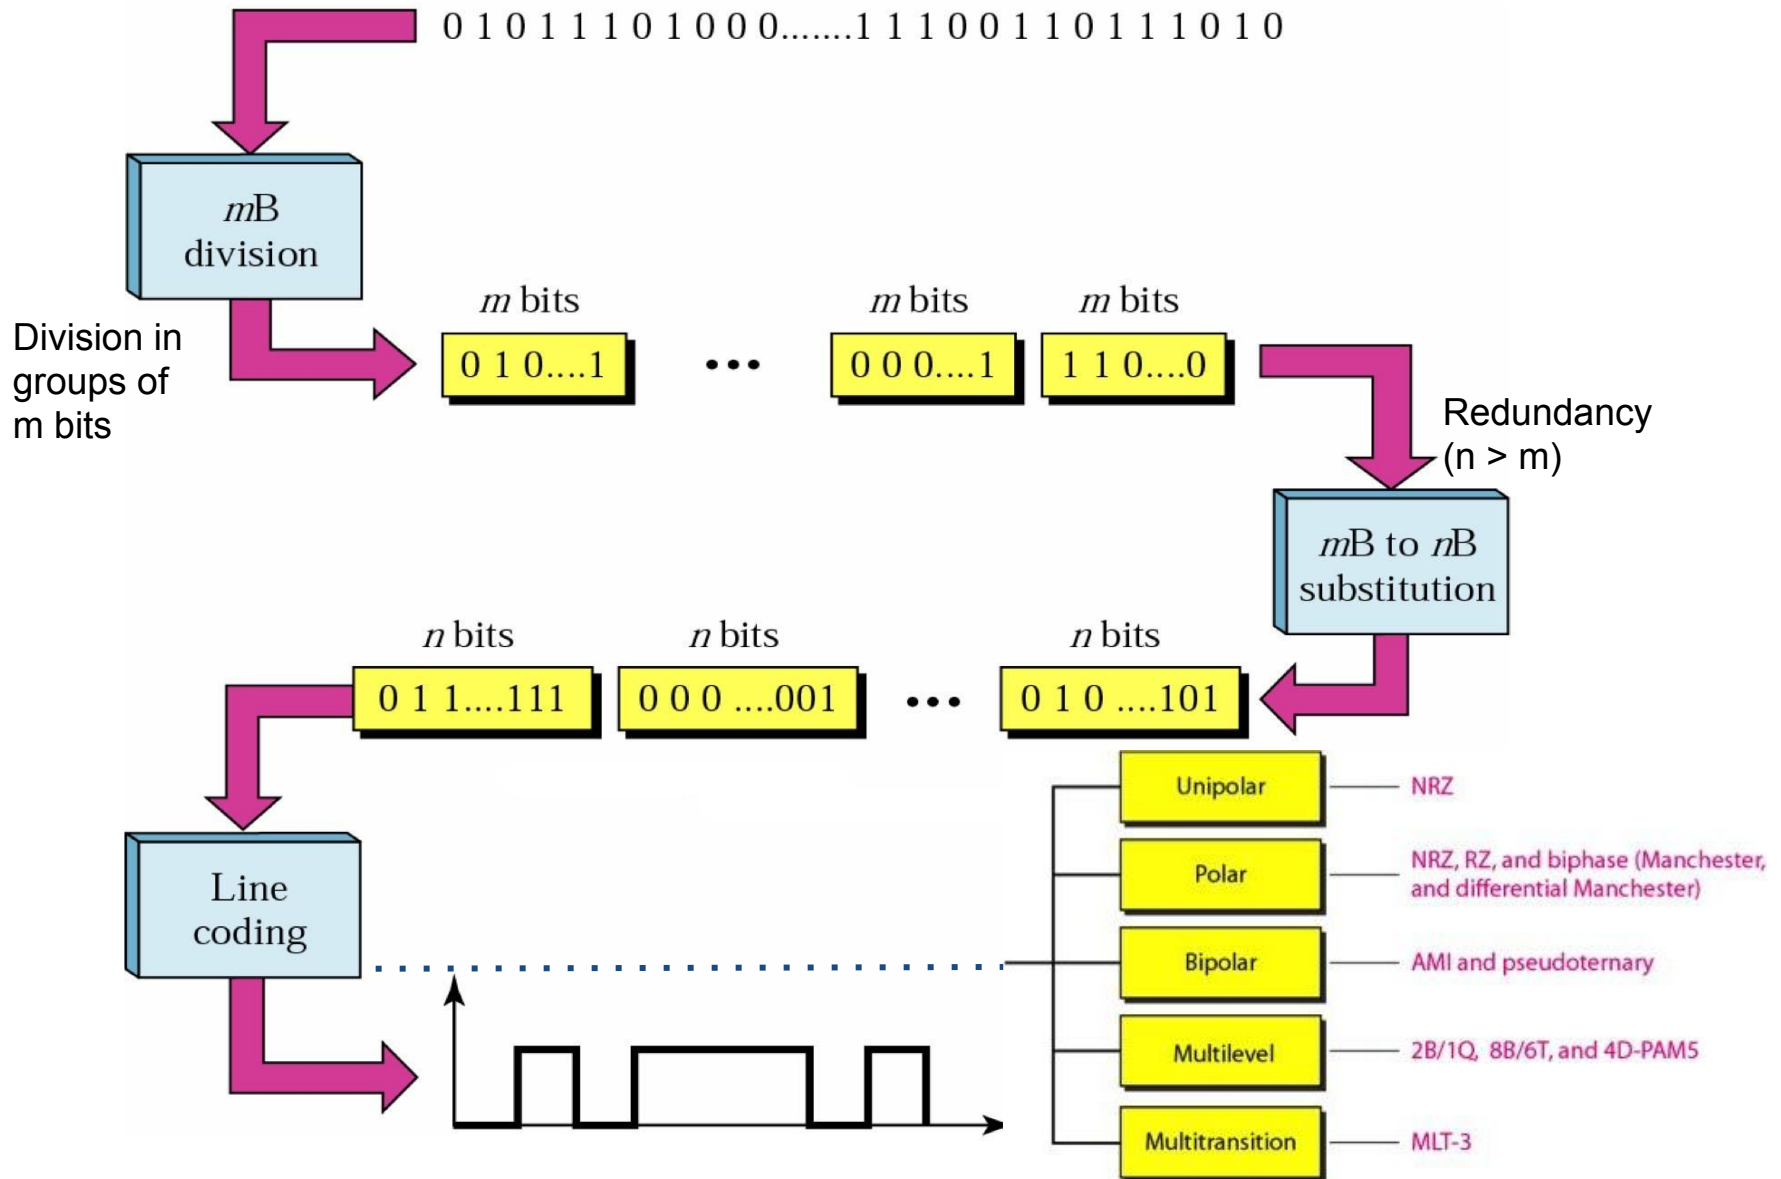 0 1 0 1 1 1 0 1 0 0 0.......1 1 1 0 0 1 1 0 1 1 1 0 1 0
mB
division
Division in
groups of
m bits
m bits
m bits
m bits
0 1 0....1
...
0 0 0....1
1 1 0....0
Redundancy
(n > m)
mB to nB
substitution
n bits
n bits
n bits
0 1 1....111
0 0 0 ....001
...
0 1 0 ....101
Line
coding
Unipolar
NRZ
Polar
NRZ, RZ, and biphase (Manchester,
and differential Manchester)
Bipolar
AMI and pseudoternary
Multilevel
2B/1Q, 8B/6T, and 4D-PAM5
Multitransition
MLT-3